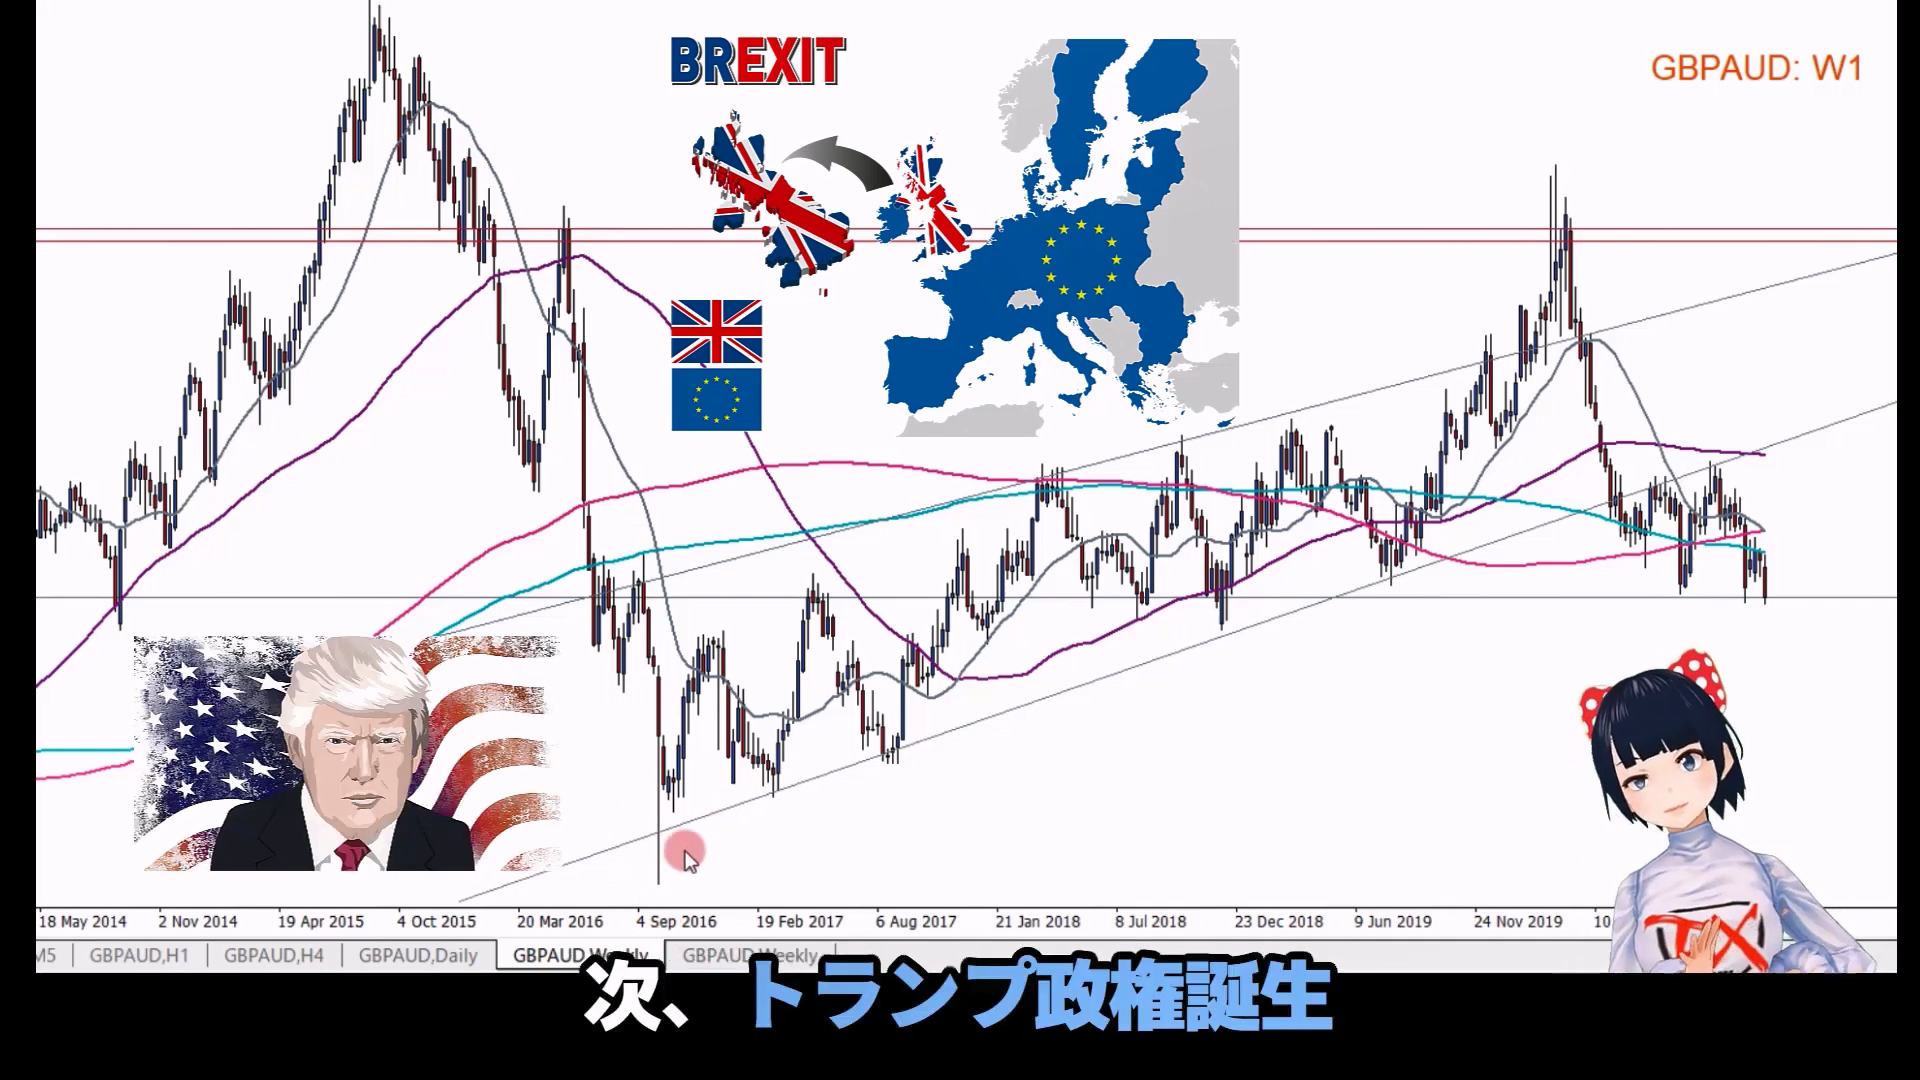 BREXIT
GBPAUD: W1
18 May 2014 2 Nov 2014 19 Apr 2015 4 Oct 2015 20 Mar 2016 4 Sep 2016 19 Feb 2017 6 Aug 2017 21 Jan 2018 8 Jul 2018 23 Dec 2018 9 Jun 2019 24 Nov 2019 10
M5 GBPAUD,H1 GBPAUD,H4 GBPAUD,Daily GBPAUD,Weekly GBPAUD,Weekly
次、トランプ政権誕生